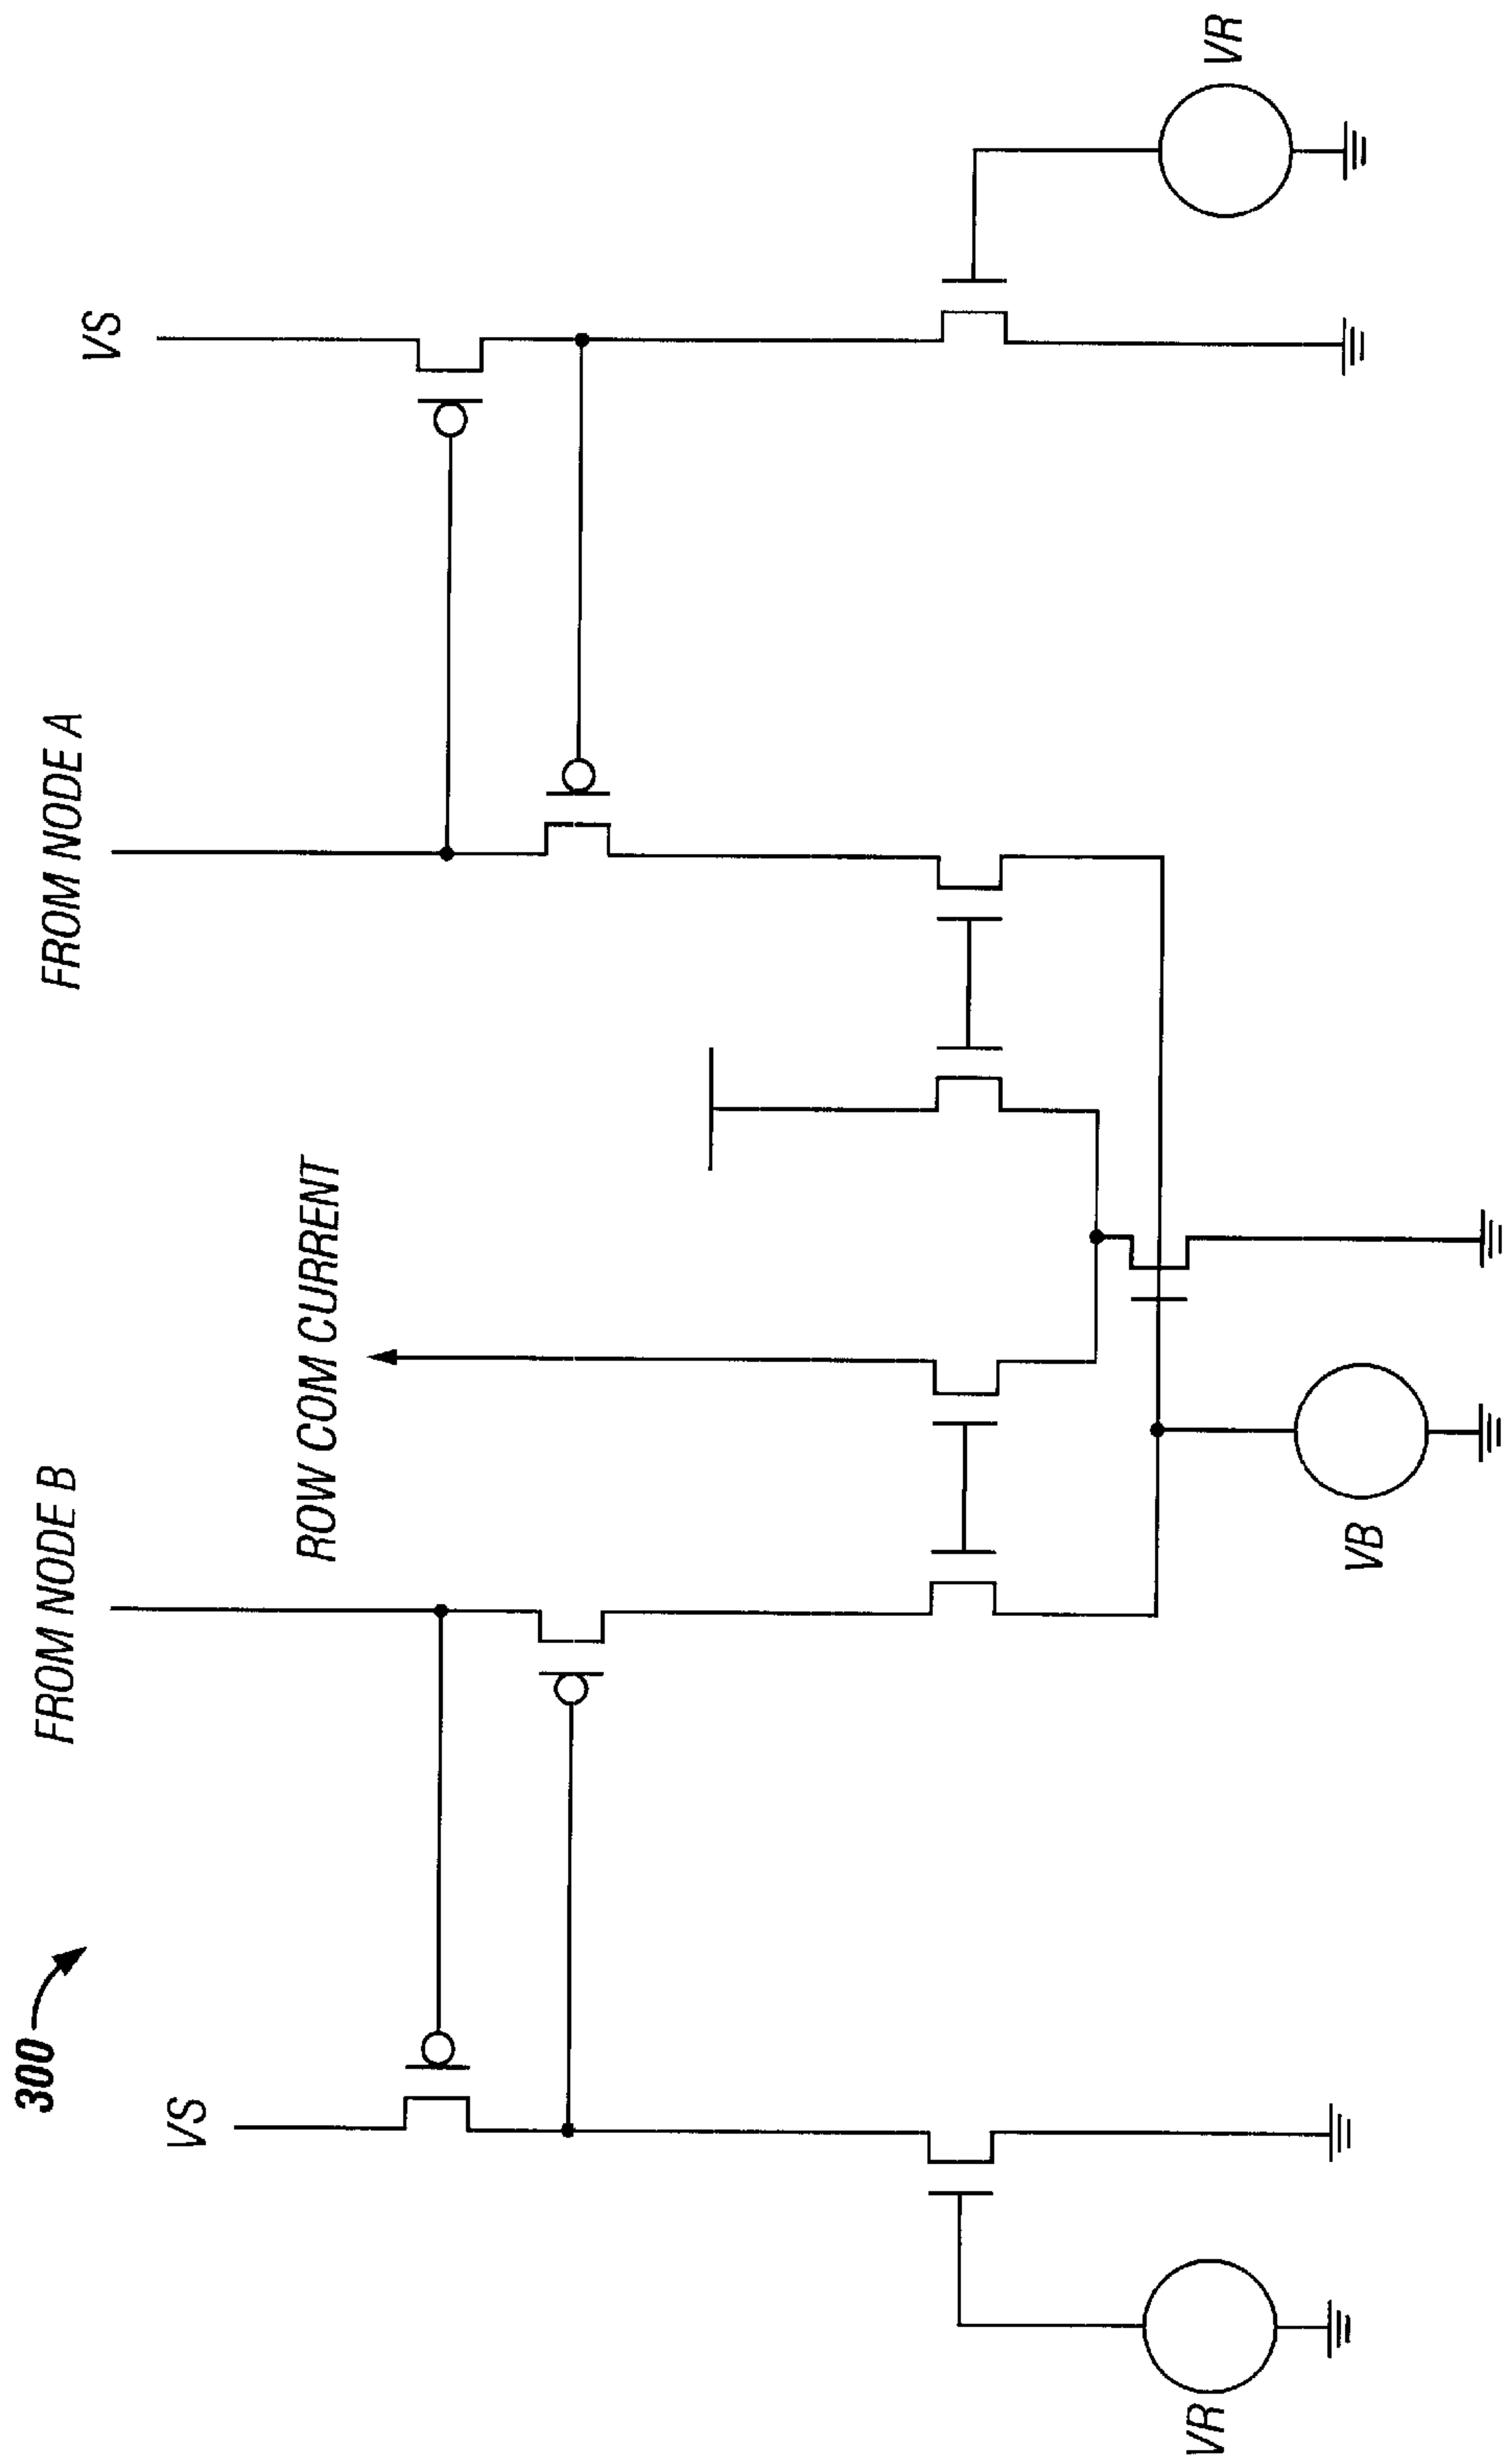 300
VS
FROM NODE B
ROW COM CURRENT
FROM NODE A
VS
VR
VB
VR